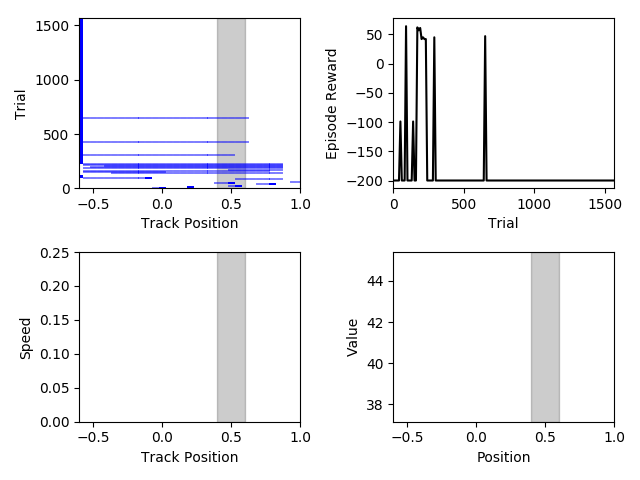 1500
1000
500
0
Trial
−0.5 0.0 0.5 1.0
Track Position
50
0
−50
−100
−150
−200
Episode Reward
0 500 1000 1500
Trial
0.25
0.20
0.15
0.10
0.05
0.00
Speed
−0.5 0.0 0.5 1.0
Track Position
44
42
40
38
Value
−0.5 0.0 0.5 1.0
Position